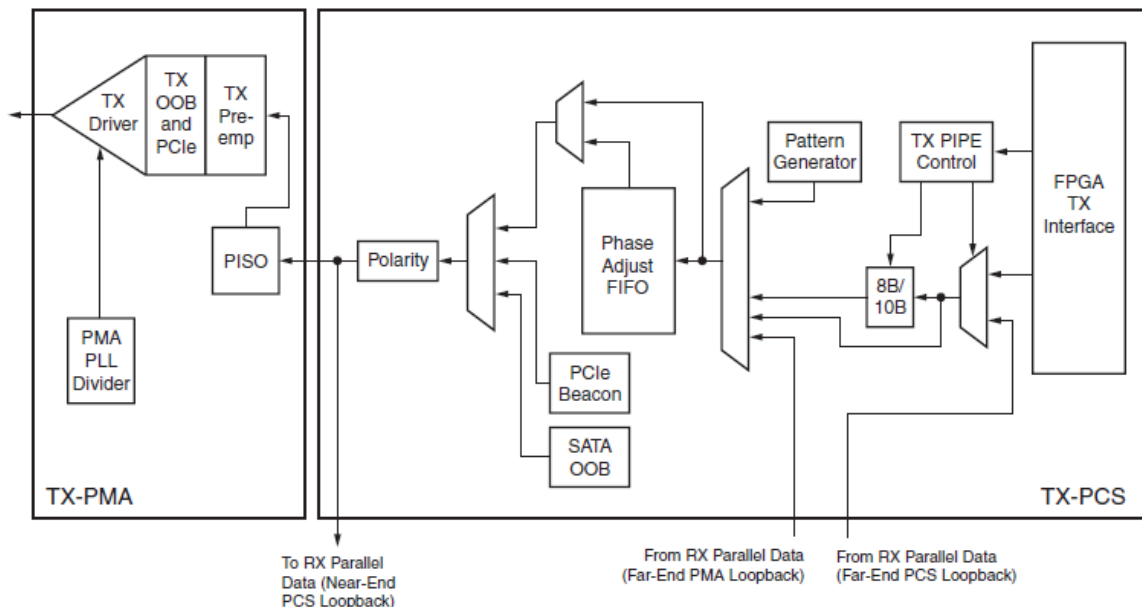 TX
Driver
TX
OOB
and
PCIe
TX
Pre-
emp
Pattern
Generator
TX PIPE
Control
FPGA
TX
Interface
PISO
Polarity
Phase
Adjust
FIFO
8B/
10B
PMA
PLL
Divider
PCIe
Beacon
SATA
OOB
TX-PMA
TX-PCS
To RX Parallel
Data (Near-End
PCS Loopback)
From RX Parallel Data
(Far-End PMA Loopback)
From RX Parallel Data
(Far-End PCS Loopback)